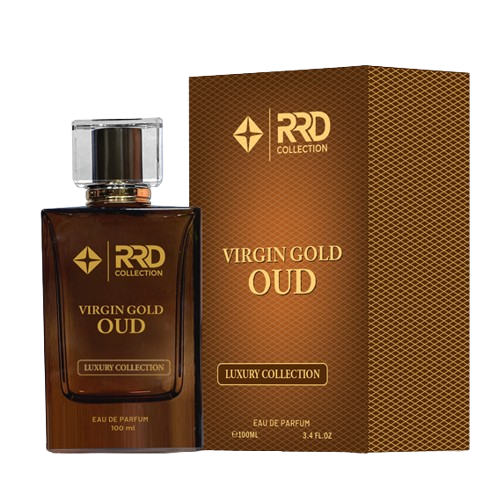 RRD
COLLECTION
VIRGIN GOLD
OUD
LUXURY COLLECTION
EAU DE PARFUM
100 ml
RRD
COLLECTION
VIRGIN GOLD
OUD
LUXURY COLLECTION
EAU DE PARFUM
℮100ML 3.4 FL.OZ